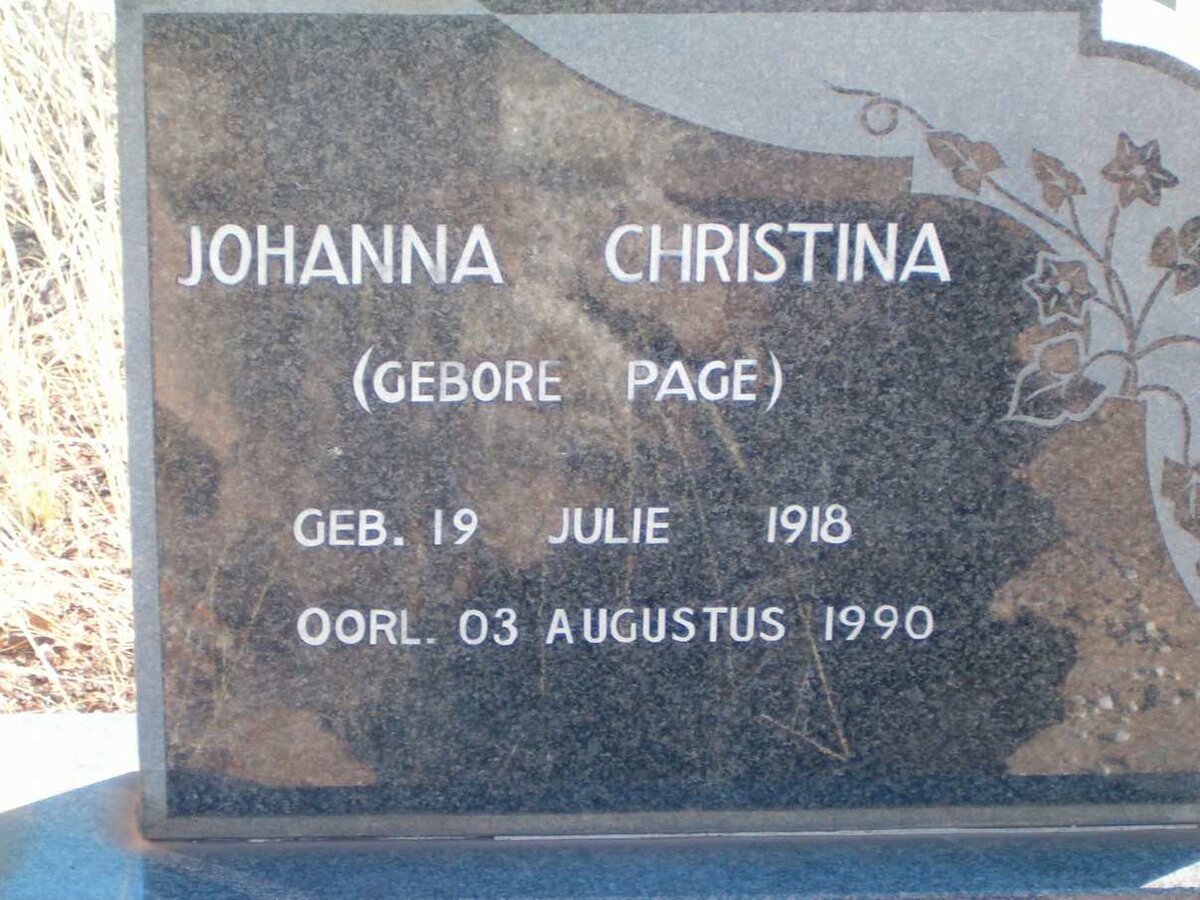 JOHANNA CHRISTINA
(GEBORE PAGE)
GEB. 19 JULIE 1918
OORL. 03 AUGUSTUS 1990